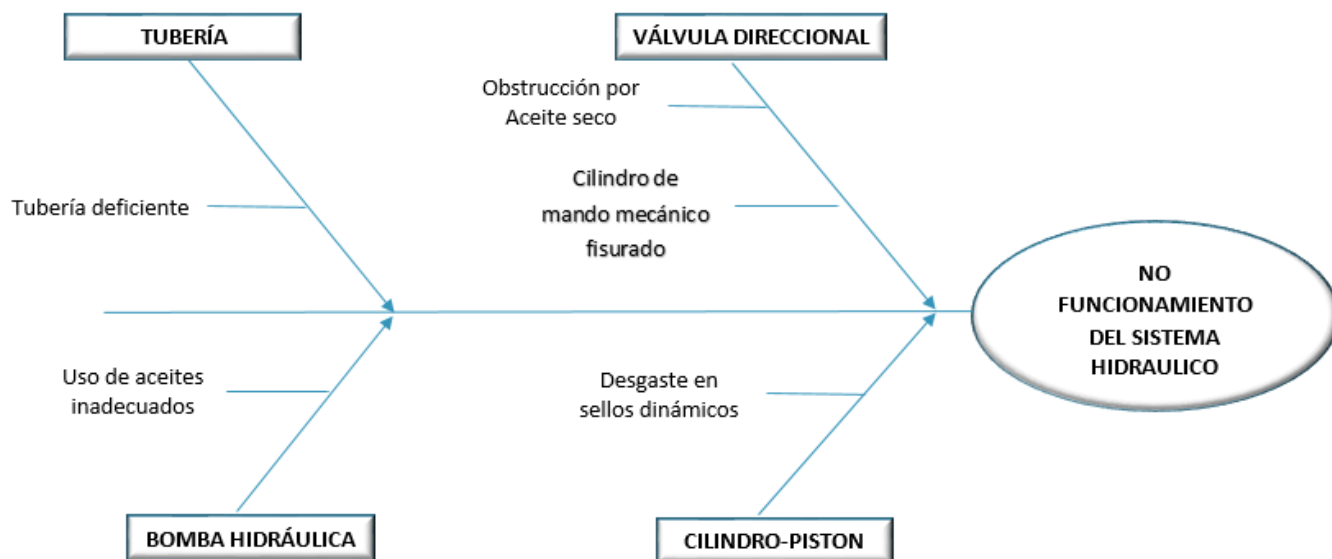 TUBERÍA
VÁLVULA DIRECCIONAL
Obstrucción por
Aceite seco
Cilindro de
mando mecánico
fisurado
Tubería deficiente
NO
FUNCIONAMIENTO
DEL SISTEMA
HIDRAULICO
Uso de aceites
inadecuados
Desgaste en
sellos dinámicos
BOMBA HIDRÁULICA
CILINDRO-PISTON